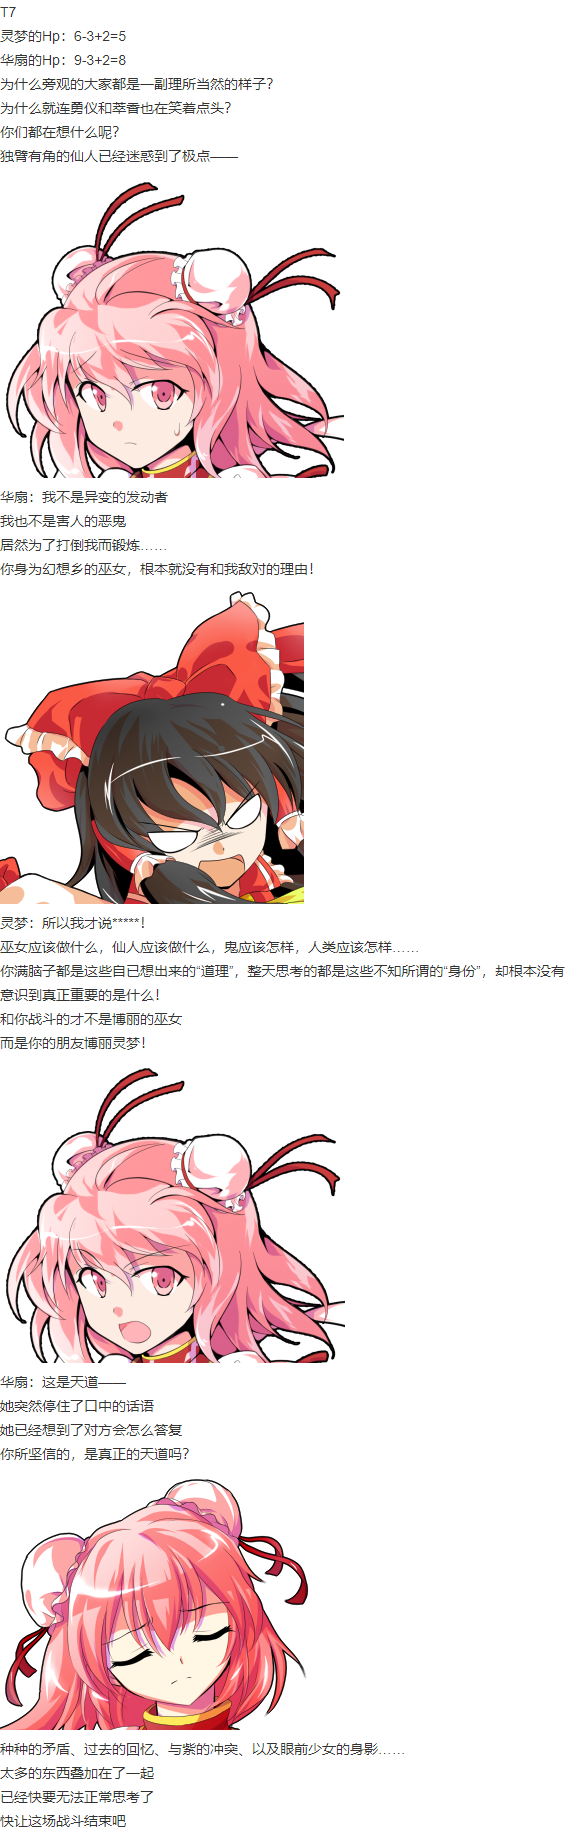 T7
灵梦的Hp：6-3+2=5
华扇的Hp：9-3+2=8
为什么旁观的大家都是一副理所当然的样子？
为什么就连勇仪和萃香也在笑着点头？
你们都在想什么呢？
独臂有角的仙人已经迷惑到了极点——
华扇：我不是异变的发动者
我也不是害人的恶鬼
居然为了打倒我而锻炼……
你身为幻想乡的巫女，根本就没有和我敌对的理由！
灵梦：所以我才说*****！
巫女应该做什么，仙人应该做什么，鬼应该怎样，人类应该怎样……
你满脑子都是这些自己想出来的“道理”，整天思考的都是这些不知所谓的“身份”，却根本没有
意识到真正重要的是什么！
和你战斗的才不是博丽的巫女
而是你的朋友博丽灵梦！
华扇：这是天道——
她突然停住了口中的话语
她已经想到了对方会怎么答复
你所坚信的，是真正的天道吗？
种种的矛盾、过去的回忆、与紫的冲突、以及眼前少女的身影……
太多的东西叠加在了一起
已经快要无法正常思考了
快让这场战斗结束吧